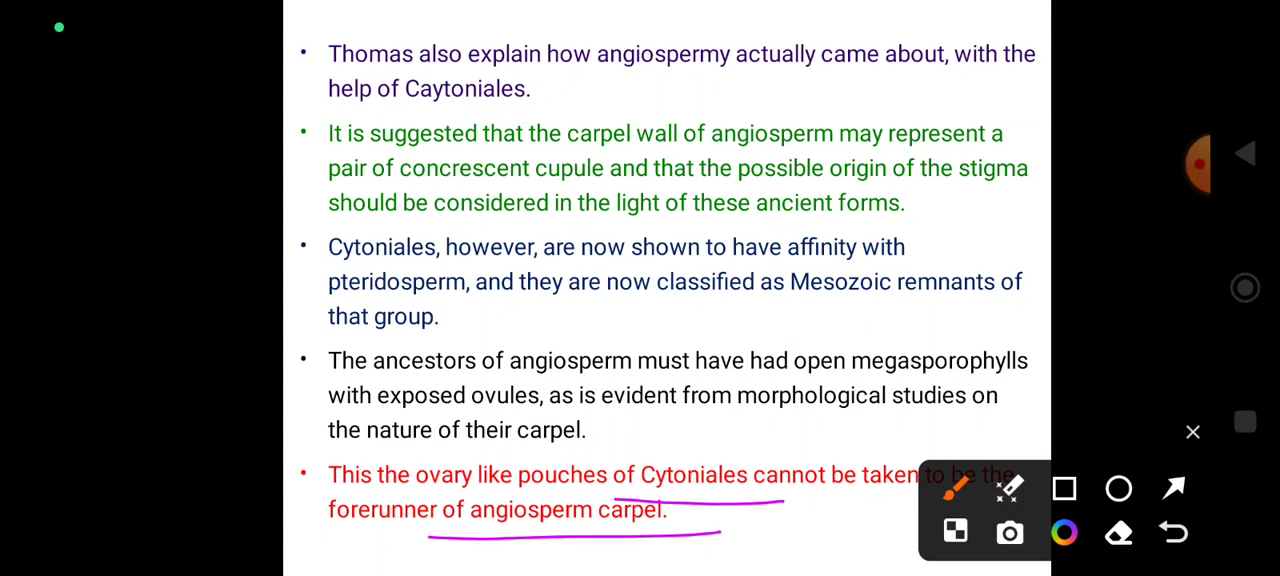 • Thomas also explain how angiospermy actually came about, with the
help of Caytoniales.
• It is suggested that the carpel wall of angiosperm may represent a
pair of concrescent cupule and that the possible origin of the stigma
should be considered in the light of these ancient forms.
• Cytoniales, however, are now shown to have affinity with
pteridosperm, and they are now classified as Mesozoic remnants of
that group.
• The ancestors of angiosperm must have had open megasporophylls
with exposed ovules, as is evident from morphological studies on
the nature of their carpel.
• This the ovary like pouches of Cytoniales cannot be taken to be the
forerunner of angiosperm carpel.